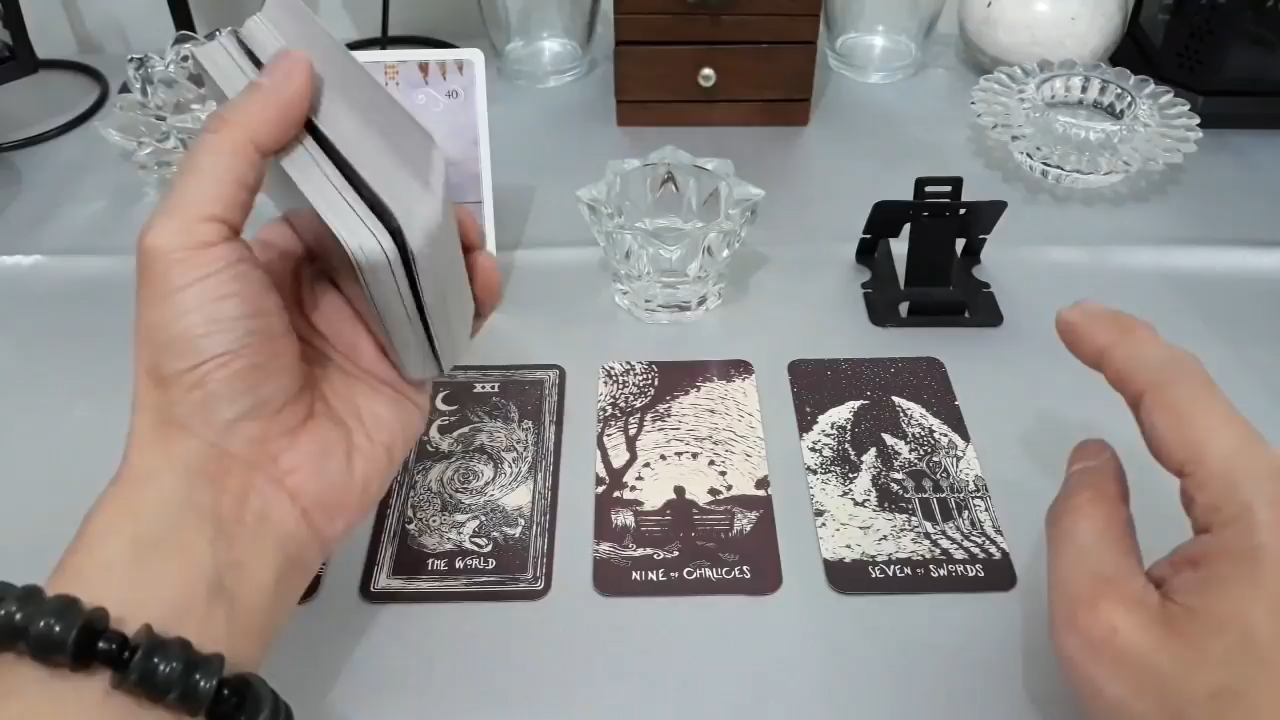 40
XXI
THE WORLD
NINE OF CHALICES
SEVEN OF SWORDS